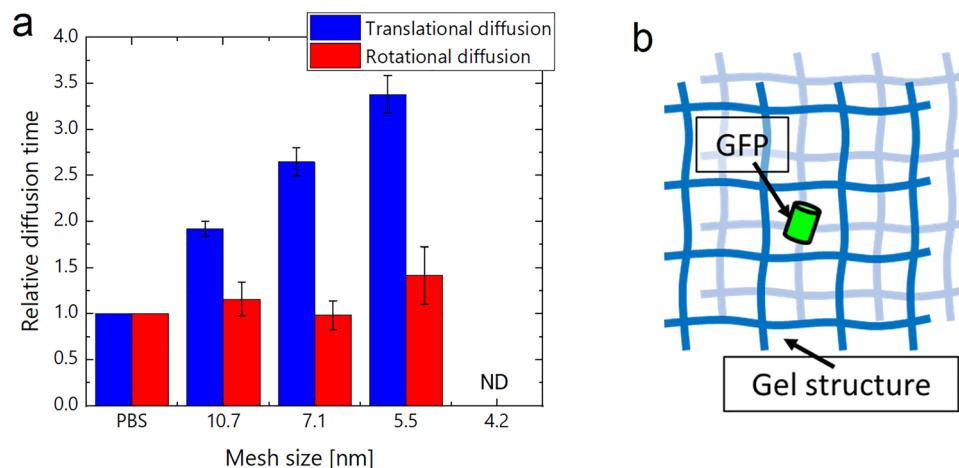 a
Translational diffusion
Rotational diffusion
Relative diffusion time
4.0
3.5
3.0
2.5
2.0
1.5
1.0
0.5
0.0
ND
PBS 10.7 7.1 5.5 4.2
Mesh size [nm]
b
GFP
Gel structure